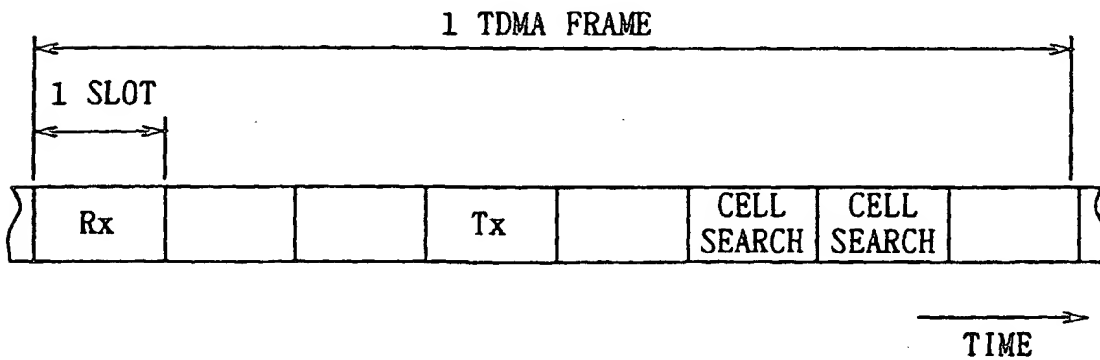 1 TDMA FRAME
1 SLOT
Rx
Tx
CELL
SEARCH
CELL
SEARCH
TIME